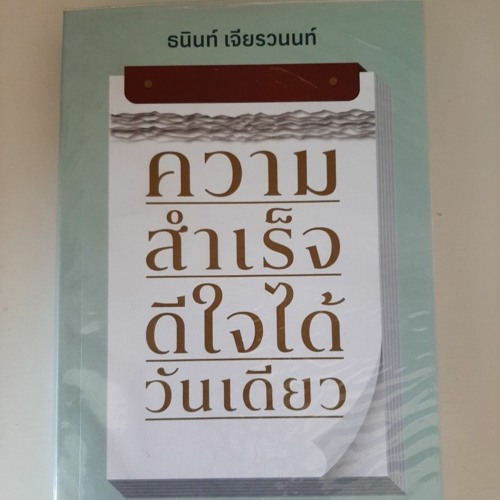 ธนินท์ เจียรวนนท์
ความ
สำเร็จ
ดีใจได้
วันเดียว